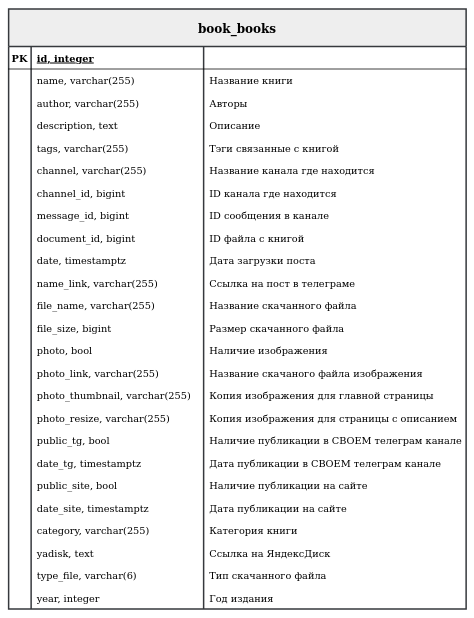 book_books
PK id, integer
name, varchar(255) Название книги
author, varchar(255) Авторы
description, text Описание
tags, varchar(255) Тэги связанные с книгой
channel, varchar(255) Название канала где находится
channel_id, bigint ID канала где находится
message_id, bigint ID сообщения в канале
document_id, bigint ID файла с книгой
date, timestamptz Дата загрузки поста
name_link, varchar(255) Ссылка на пост в телеграме
file_name, varchar(255) Название скачанного файла
file_size, bigint Размер скачанного файла
photo, bool Наличие изображения
photo_link, varchar(255) Название скачаного файла изображения
photo_thumbnail, varchar(255) Копия изображения для главной страницы
photo_resize, varchar(255) Копия изображения для страницы с описанием
public_tg, bool Наличие публикации в СВОЕМ телеграм канале
date_tg, timestamptz Дата публикации в СВОЕМ телеграм канале
public_site, bool Наличие публикации на сайте
date_site, timestamptz Дата публикации на сайте
category, varchar(255) Категория книги
yadisk, text Ссылка на ЯндексДиск
type_file, varchar(6) Тип скачанного файла
year, integer Год издания